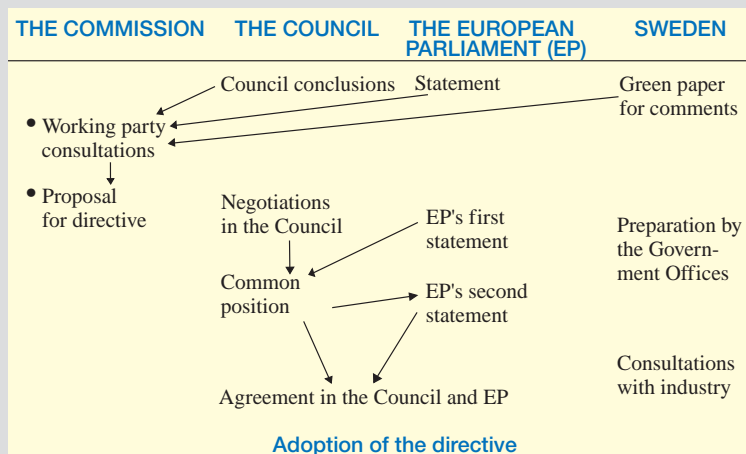 THE COMMISSION
THE COUNCIL
THE EUROPEAN
PARLIAMENT (EP)
SWEDEN
Council conclusions
Statement
Green paper
for comments
• Working party
consultations
• Proposal
for directive
Negotiations
in the Council
EP's first
statement
Preparation by
the Govern-
ment Offices
Common
position
EP's second
statement
Consultations
with industry
Agreement in the Council and EP
Adoption of the directive